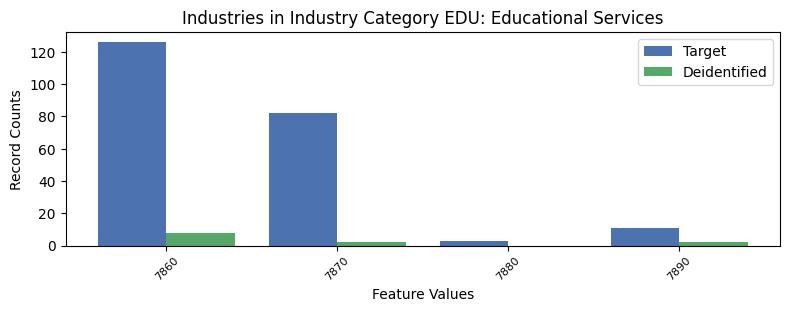 Industries in Industry Category EDU: Educational Services
Target
Deidentified
Record Counts
120
100
80
60
40
20
0
7860
7870
7880
7890
Feature Values